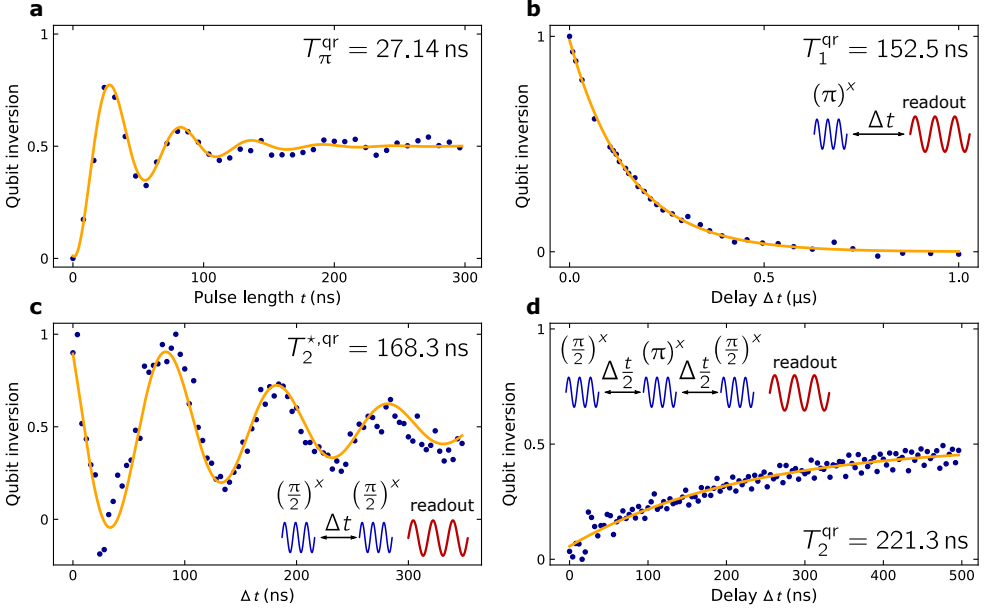 a
T_π^qr = 27.14 ns
Qubit inversion
1
0.5
0
0 100 200 300
Pulse length t (ns)
b
T_1^qr = 152.5 ns
(π)^x
Δt
readout
Qubit inversion
1
0
0.0 0.5 1.0
Delay Δ t (μs)
c
T_2^⋆,qr = 168.3 ns
Qubit inversion
1
0.5
0
(π/2)^x (π/2)^x
Δt
readout
0 100 200 300
Δ t (ns)
d
(π/2)^x (π)^x (π/2)^x
Δ t/2 Δ t/2
readout
Qubit inversion
1
0.5
0
T_2^qr = 221.3 ns
0 100 200 300 400 500
Delay Δt (ns)